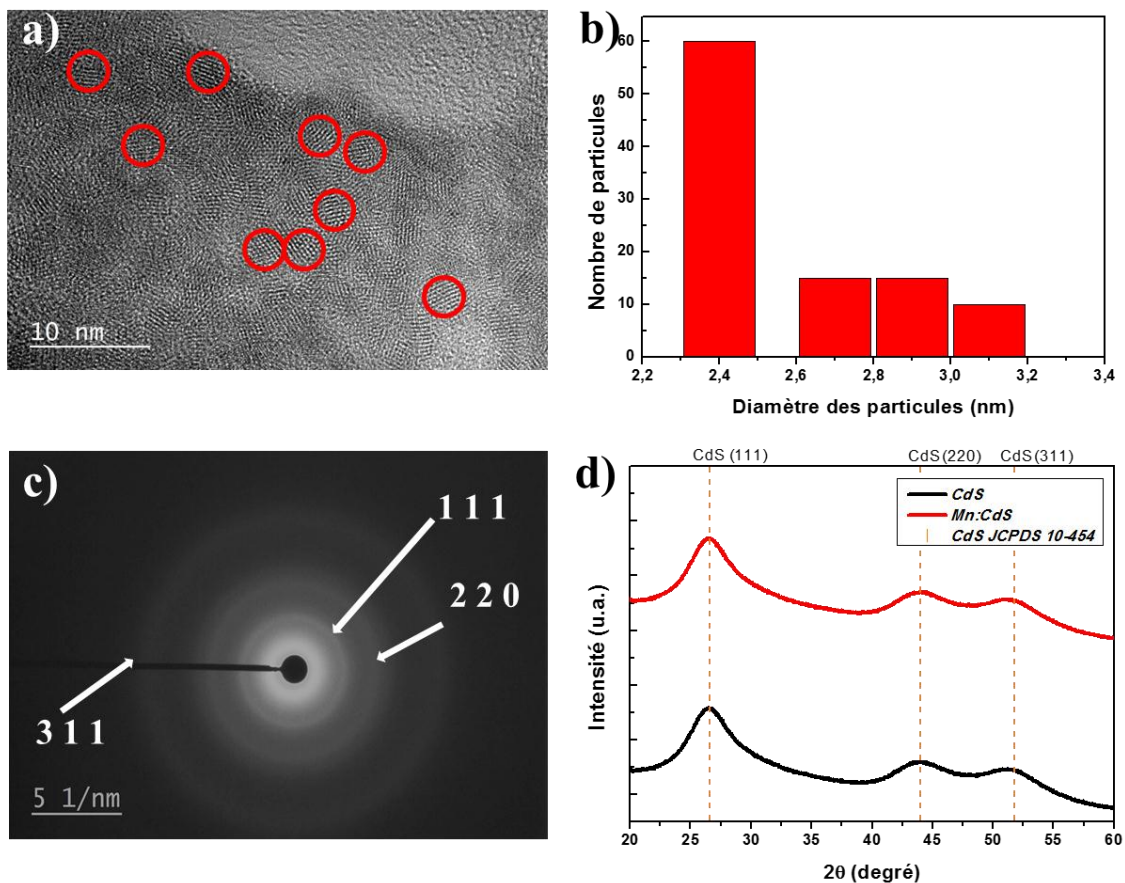 a)
10 nm
b)
Nombre de particules
60
50
40
30
20
10
0
2,2 2,4 2,6 2,8 3,0 3,2 3,4
Diamètre des particules (nm)
c)
1 1 1
2 2 0
3 1 1
5 1/nm
d)
CdS (111) CdS (220) CdS (311)
CdS
Mn:CdS
CdS JCPDS 10-454
Intensité (u.a.)
20 25 30 35 40 45 50 55 60
2θ (degré)